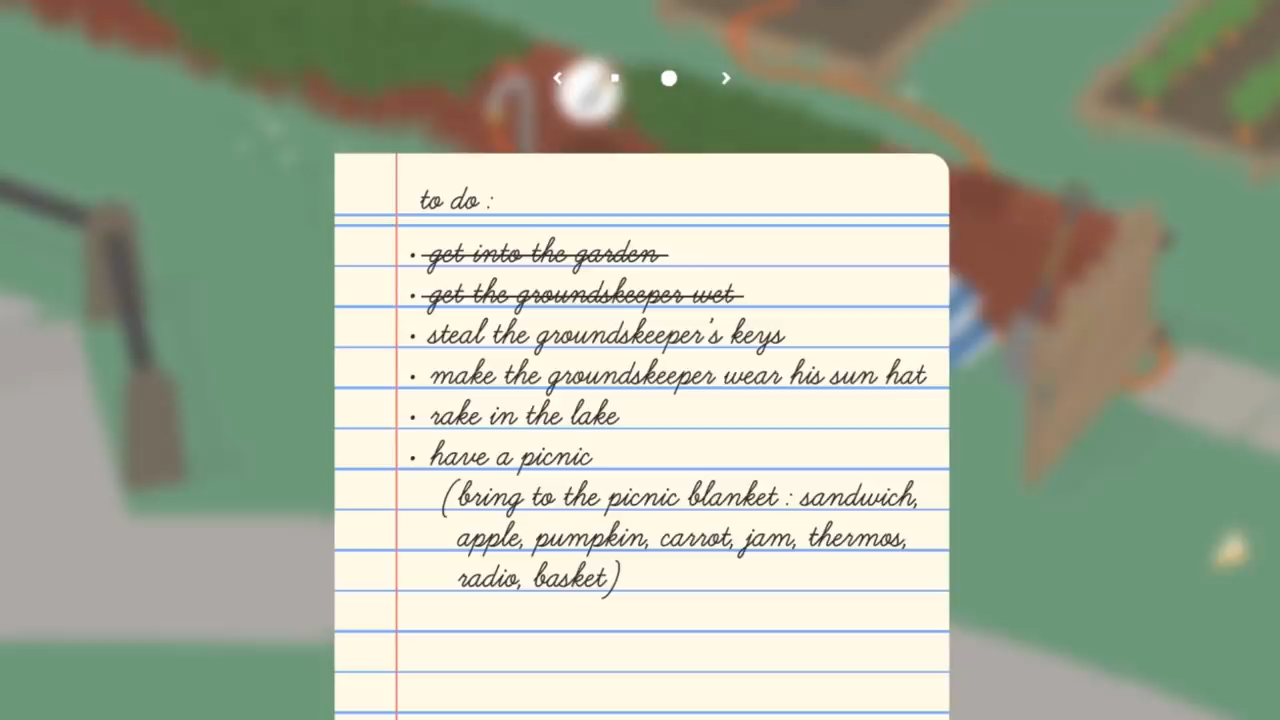 to do :
• get into the garden
• get the groundskeeper wet
• steal the groundskeeper's keys
• make the groundskeeper wear his sun hat
• rake in the lake
• have a picnic
(bring to the picnic blanket : sandwich,
apple, pumpkin, carrot, jam, thermos,
radio, basket)